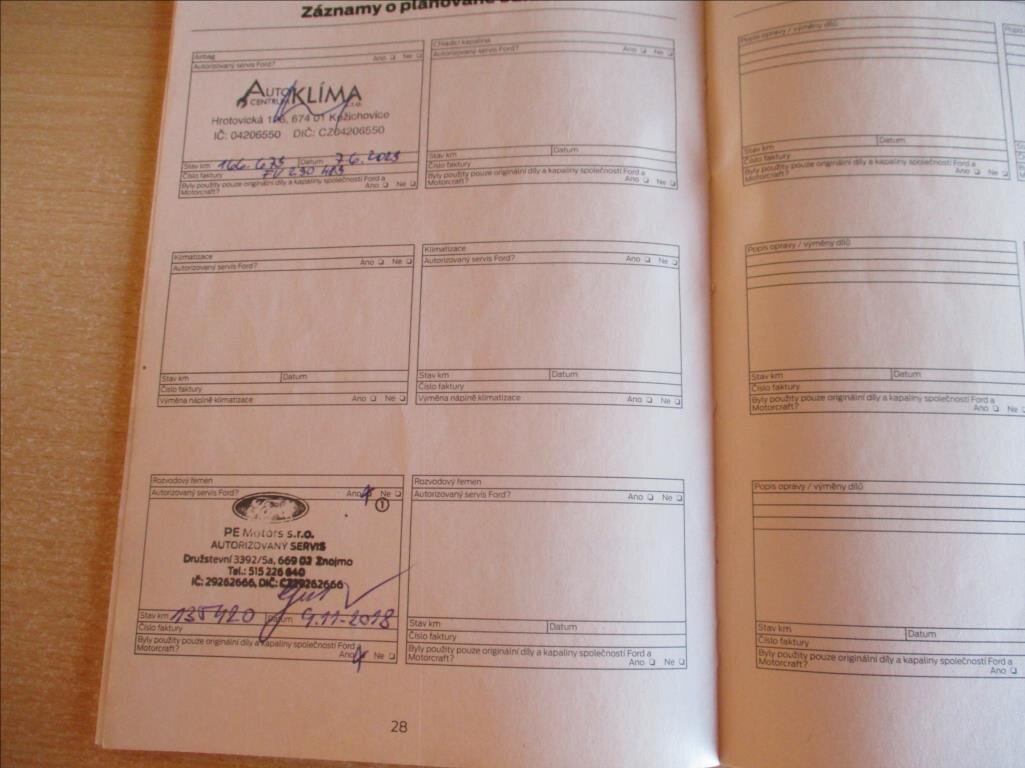 Záznamy o plánované
Airbag
Autorizovaný servis Ford? Ano ❏ Ne ❏
AUTOKLÍMA
CENTRUM s.r.o.
Hrotovická 186, 674 01 Kožichovice
IČ: 04206550 DIČ: CZ04206550
Stav km 166.673 Datum 7.6.2023
Číslo faktury FV 230 483
Byly použity pouze originální díly a kapaliny společnosti Ford a
Motorcraft? Ano ❏ Ne ❏
Chladicí kapalina
Autorizovaný servis Ford? Ano ❏ Ne ❏
Stav km Datum
Číslo faktury
Byly použity pouze originální díly a kapaliny společnosti Ford a
Motorcraft? Ano ❏ Ne ❏
Klimatizace
Autorizovaný servis Ford? Ano ❏ Ne ❏
Stav km Datum
Číslo faktury
Výměna náplně klimatizace Ano ❏ Ne ❏
Klimatizace
Autorizovaný servis Ford? Ano ❏ Ne ❏
Stav km Datum
Číslo faktury
Výměna náplně klimatizace Ano ❏ Ne ❏
Rozvodový řemen
Autorizovaný servis Ford? Ano Ne ❏
①
PE Motors s.r.o.
AUTORIZOVANÝ SERVIS
Družstevní 3392/5a, 669 02 Znojmo
Tel.: 515 226 640
IČ: 29262666, DIČ: CZ29262666
Stav km 135420 Datum 9.11.2018
Číslo faktury
Byly použity pouze originální díly a kapaliny společnosti Ford a
Motorcraft? Ano Ne ❏
Rozvodový řemen
Autorizovaný servis Ford? Ano ❏ Ne ❏
Stav km Datum
Číslo faktury
Byly použity pouze originální díly a kapaliny společnosti Ford a
Motorcraft? Ano ❏ Ne ❏
28
Popis opravy / výměny dílů
Stav km Datum
Číslo faktury
Byly použity pouze originální díly a kapaliny společnosti Ford a
Motorcraft? Ano ❏ Ne ❏
Popis opravy / výměny dílů
Stav km Datum
Číslo faktury
Byly použity pouze originální díly a kapaliny společnosti Ford a
Motorcraft? Ano ❏ Ne ❏
Popis opravy / výměny dílů
Stav km Datum
Číslo faktury
Byly použity pouze originální díly a kapaliny společnosti Ford a
Motorcraft? Ano ❏